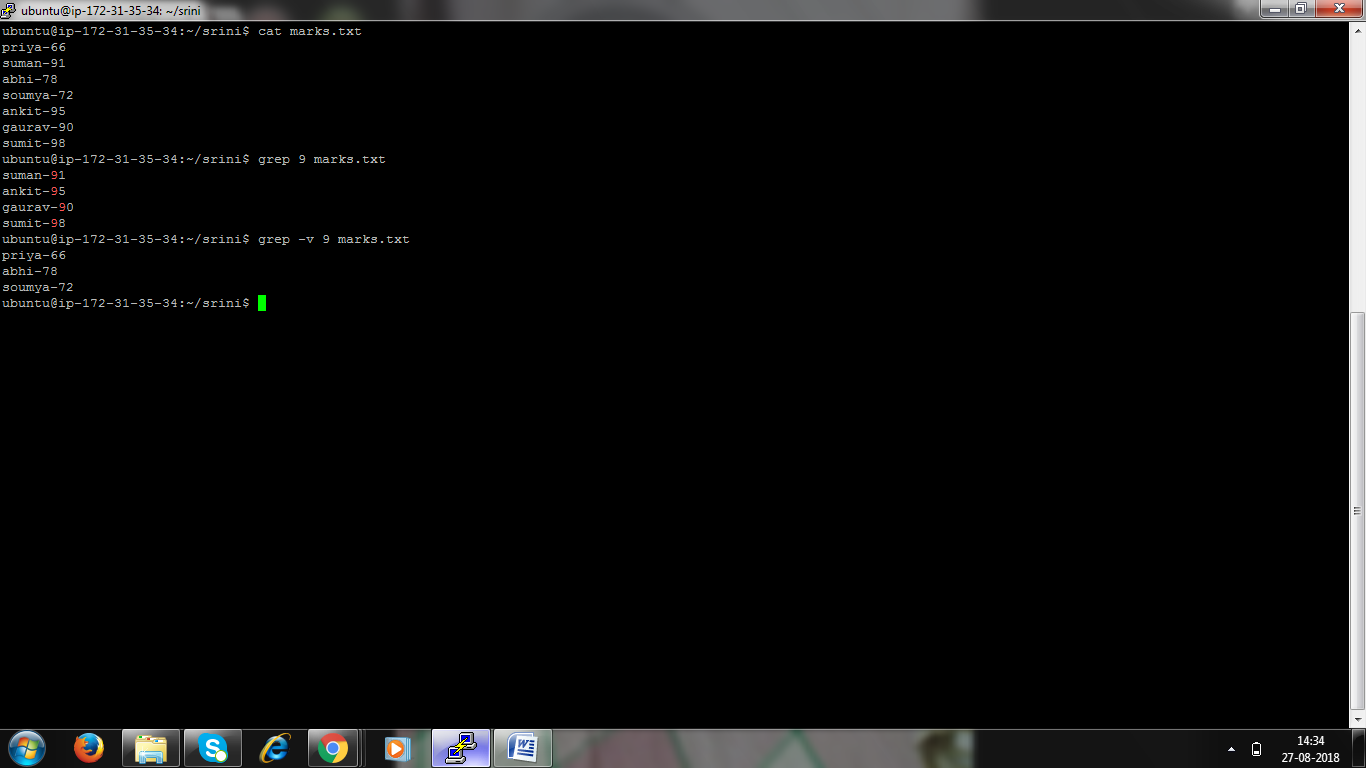 ubuntu@ip-172-31-35-34: ~/srini
ubuntu@ip-172-31-35-34:~/srini$ cat marks.txt
priya-66
suman-91
abhi-78
soumya-72
ankit-95
gaurav-90
sumit-98
ubuntu@ip-172-31-35-34:~/srini$ grep 9 marks.txt
suman-91
ankit-95
gaurav-90
sumit-98
ubuntu@ip-172-31-35-34:~/srini$ grep -v 9 marks.txt
priya-66
abhi-78
soumya-72
ubuntu@ip-172-31-35-34:~/srini$
14:34
27-08-2018